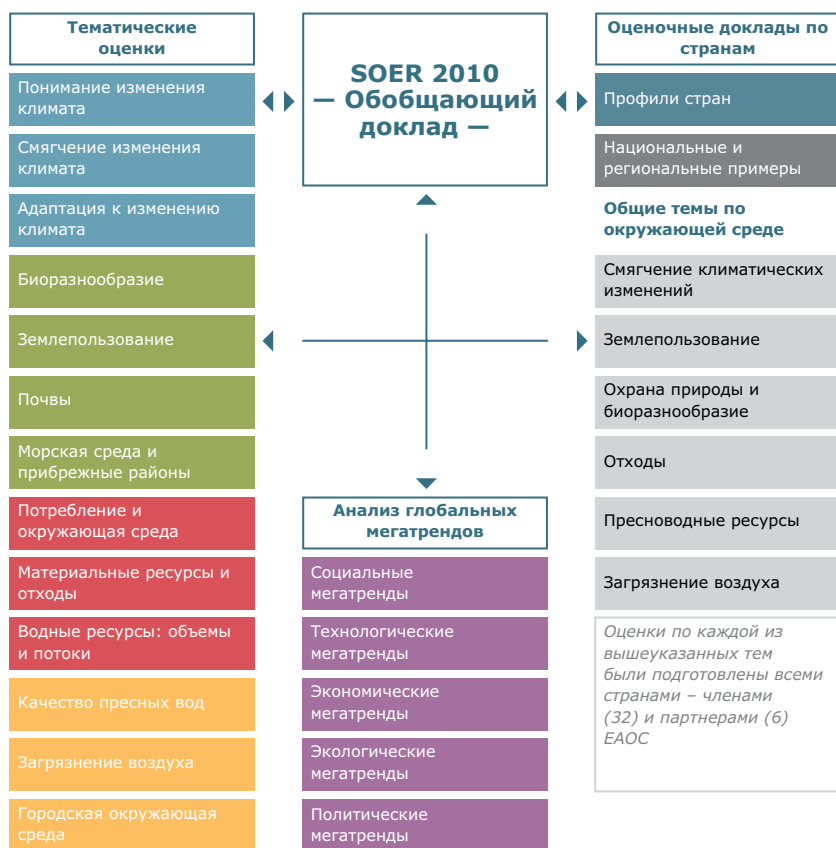 Тематические
оценки
Понимание изменения
климата
Смягчение изменения
климата
Адаптация к изменению
климата
Биоразнообразие
Землепользование
Почвы
Морская среда и
прибрежные районы
Потребление и
окружающая среда
Материальные ресурсы и
отходы
Водные ресурсы: объемы
и потоки
Качество пресных вод
Загрязнение воздуха
Городская окружающая
среда
SOER 2010
— Обобщающий
доклад —
Анализ глобальных
мегатрендов
Социальные
мегатренды
Технологические
мегатренды
Экономические
мегатренды
Экологические
мегатренды
Политические
мегатренды
Оценочные доклады по
странам
Профили стран
Национальные и
региональные примеры
Общие темы по
окружающей среде
Смягчение климатических
изменений
Землепользование
Охрана природы и
биоразнообразие
Отходы
Пресноводные ресурсы
Загрязнение воздуха
Оценки по каждой из
вышеуказанных тем
были подготовлены всеми
странами – членами
(32) и партнерами (6)
ЕАОС